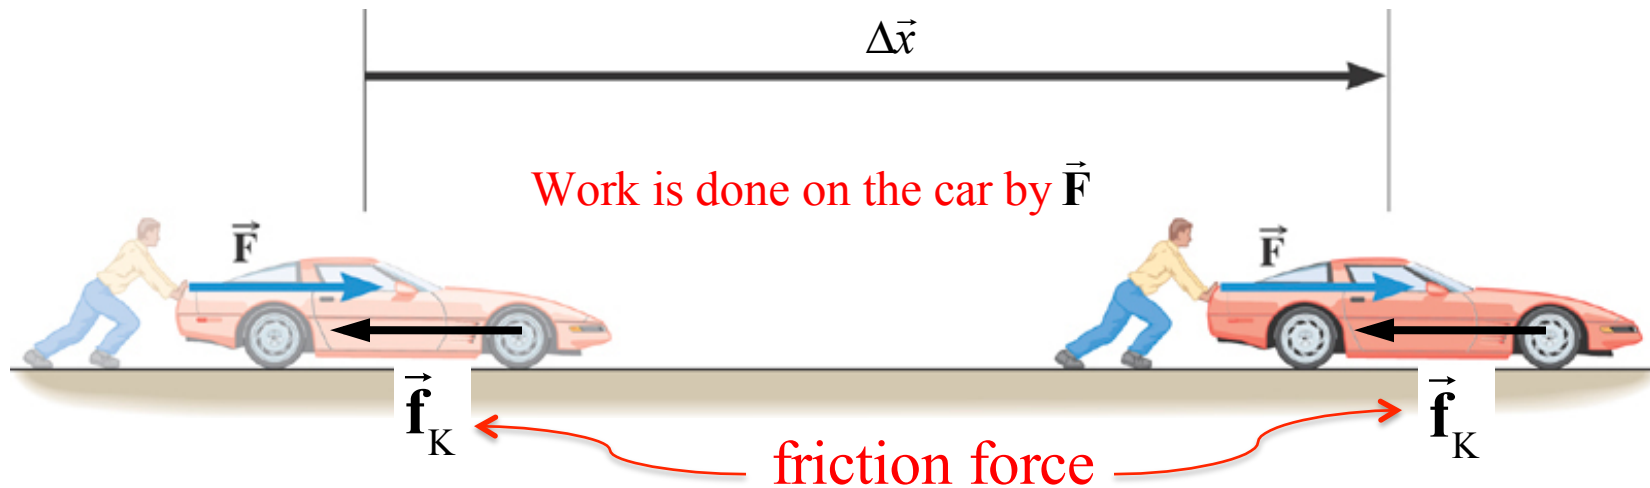 Δx⃗
Work is done on the car by F⃗
F⃗
F⃗
f⃗K
f⃗K
friction force